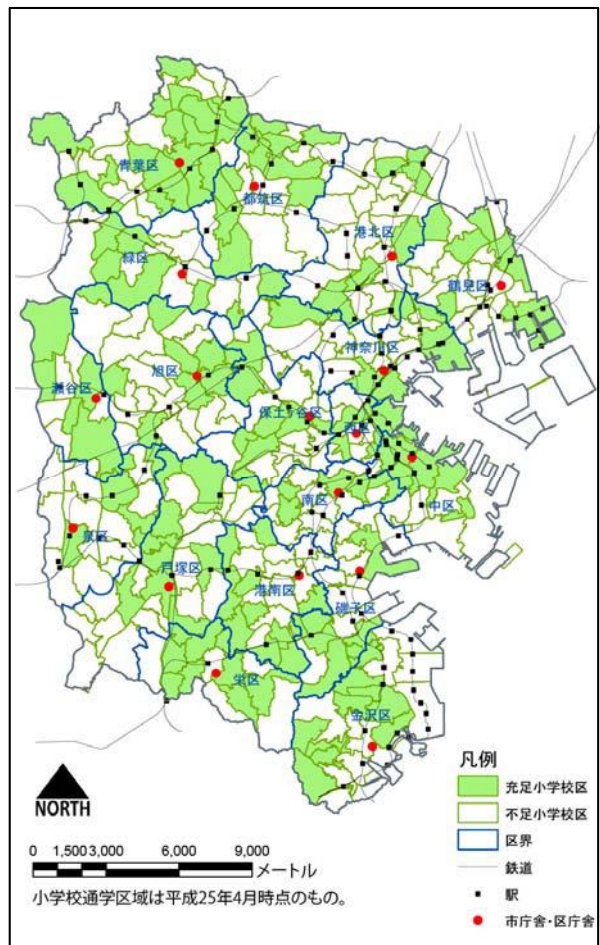 青葉区
都筑区
港北区
緑区
鶴見区
神奈川区
旭区
瀬谷区
保土ヶ谷区
西区
南区
中区
泉区
戸塚区
港南区
磯子区
栄区
金沢区
凡例
充足小学校区
不足小学校区
区界
鉄道
駅
市庁舎・区庁舎
NORTH
0 1,500 3,000 6,000 9,000
メートル
小学校通学区域は平成25年4月時点のもの。